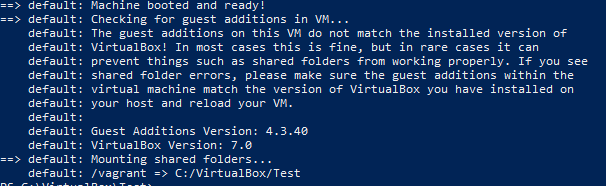 ==> default: Machine booted and ready!
==> default: Checking for guest additions in VM...
default: The guest additions on this VM do not match the installed version of
default: VirtualBox! In most cases this is fine, but in rare cases it can
default: prevent things such as shared folders from working properly. If you see
default: shared folder errors, please make sure the guest additions within the
default: virtual machine match the version of VirtualBox you have installed on
default: your host and reload your VM.
default:
default: Guest Additions Version: 4.3.40
default: VirtualBox Version: 7.0
==> default: Mounting shared folders...
default: /vagrant => C:/VirtualBox/Test
PS C:\VirtualBox\Test>